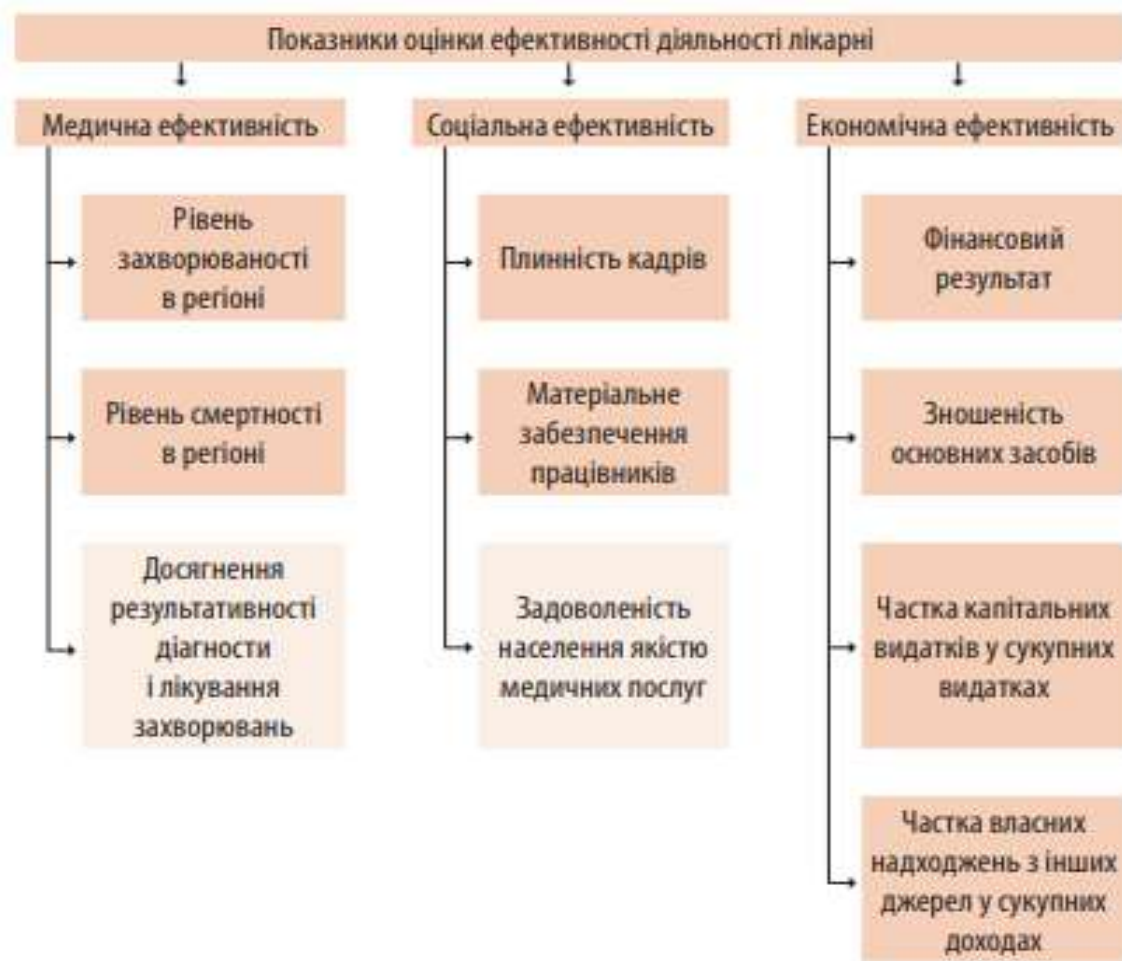 Показники оцінки ефективності діяльності лікарні
Медична ефективність
Рівень
захворюваності
в регіоні
Рівень смертності
в регіоні
Досягнення
результативності
діагности
і лікування
захворювань
Соціальна ефективність
Плинність кадрів
Матеріальне
забезпечення
працівників
Задоволеність
населення якістю
медичних послуг
Економічна ефективність
Фінансовий
результат
Зношеність
основних засобів
Частка капітальних
видатків у сукупних
видатках
Частка власних
надходжень з інших
джерел у сукупних
доходах